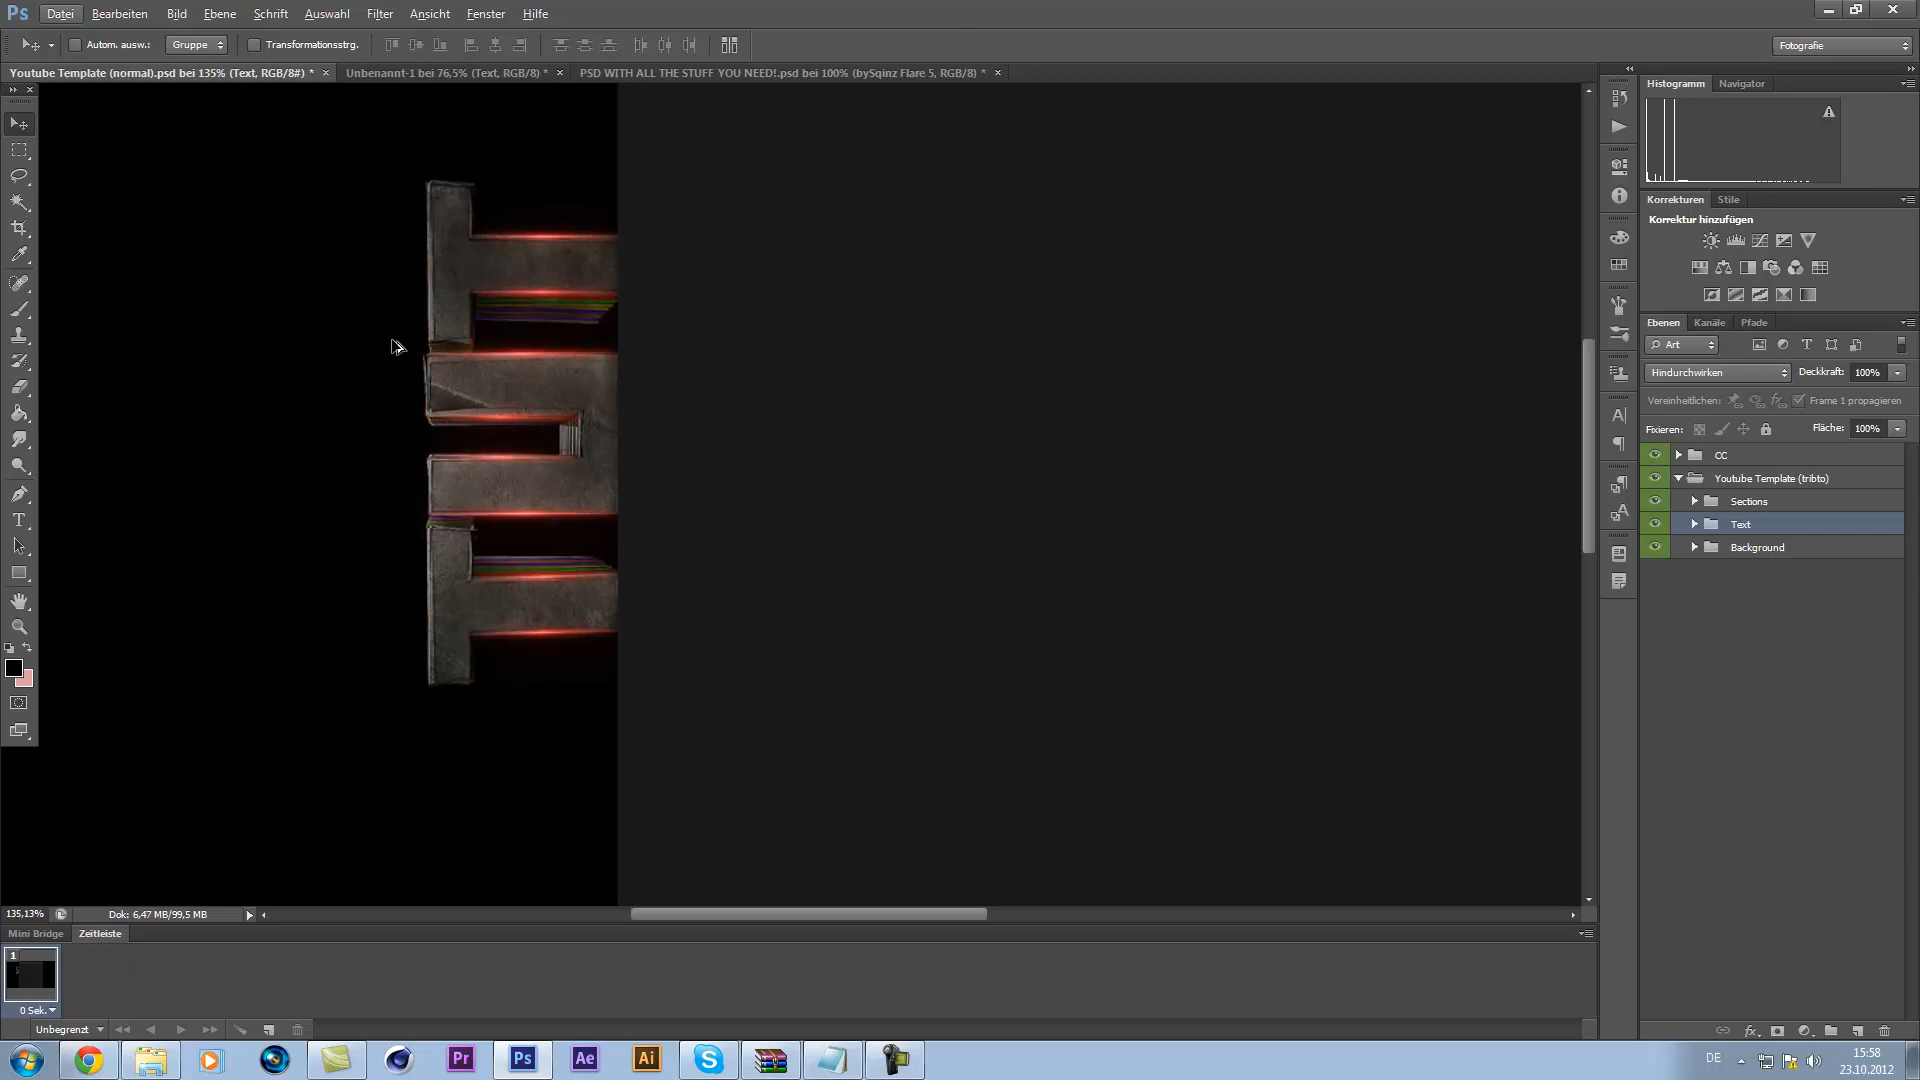 Ps Datei Bearbeiten Bild Ebene Schrift Auswahl Filter Ansicht Fenster Hilfe
Autom. ausw.: Gruppe Transformationsstrg. Fotografie
Youtube Template (normal).psd bei 135% (Text, RGB/8#) * Unbenannt-1 bei 76,5% (Text, RGB/8) * PSD WITH ALL THE STUFF YOU NEED!.psd bei 100% (bySqinz Flare 5, RGB/8) *
Histogramm Navigator
Korrekturen Stile
Korrektur hinzufügen
Ebenen Kanäle Pfade
Art
Hindurchwirken Deckkraft: 100%
Vereinheitlichen: Frame 1 propagieren
Fixieren: Fläche: 100%
CC
Youtube Template (tribto)
Sections
Text
Background
135,13% Dok: 6,47 MB/99,5 MB
Mini Bridge Zeitleiste
1
0 Sek.
Unbegrenzt
Pr Ps Ae Ai
DE
15:58
23.10.2012